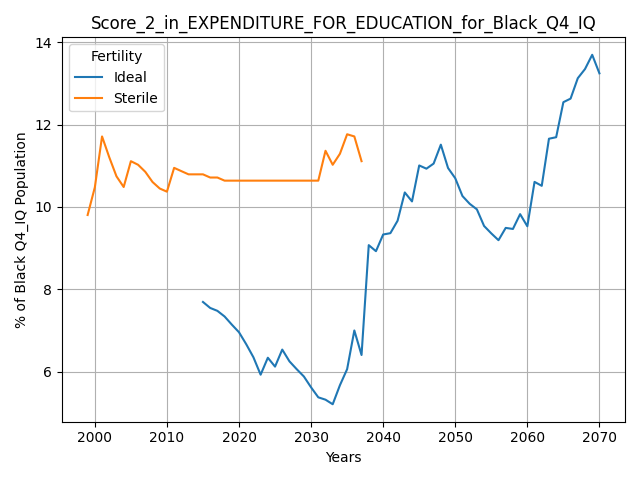 Score_2_in_EXPENDITURE_FOR_EDUCATION_for_Black_Q4_IQ
Fertility
Ideal
Sterile
% of Black Q4_IQ Population
14
12
10
8
6
2000 2010 2020 2030 2040 2050 2060 2070
Years